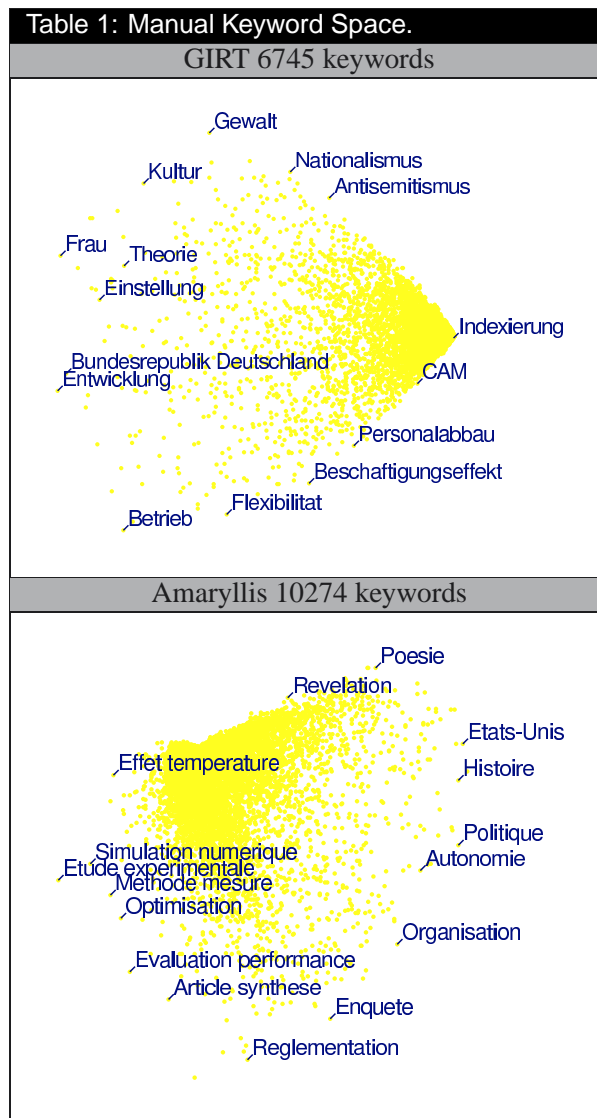 Table 1: Manual Keyword Space.
GIRT 6745 keywords
Gewalt
Nationalismus
Kultur
Antisemitismus
Frau
Theorie
Einstellung
Indexierung
Bundesrepublik Deutschland
CAM
Entwicklung
Personalabbau
Beschaftigungseffekt
Flexibilitat
Betrieb
Amaryllis 10274 keywords
Poesie
Revelation
Etats-Unis
Effet temperature
Histoire
Politique
Simulation numerique
Autonomie
Etude experimentale
Methode mesure
Optimisation
Organisation
Evaluation performance
Article synthese
Enquete
Reglementation